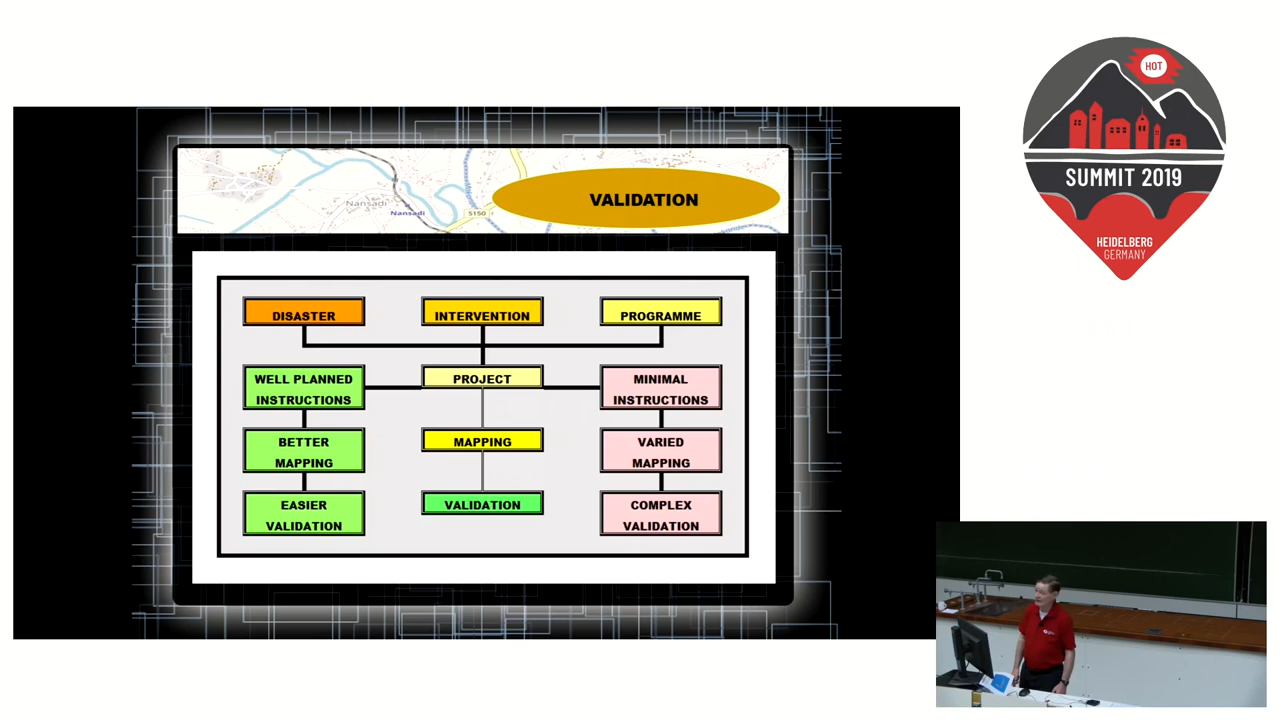 HOT
SUMMIT 2019
HEIDELBERG
GERMANY
Nansadi
Nansadi
S150
VALIDATION
DISASTER
INTERVENTION
PROGRAMME
WELL PLANNED
INSTRUCTIONS
PROJECT
MINIMAL
INSTRUCTIONS
BETTER
MAPPING
MAPPING
VARIED
MAPPING
EASIER
VALIDATION
VALIDATION
COMPLEX
VALIDATION